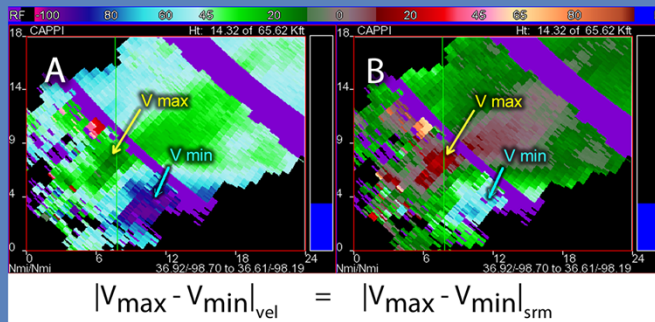 RF -100 80 60 45 20 0 20 45 60 80
CAPPI Ht: 14.32 of 65.62 Kft CAPPI Ht: 14.32 of 65.62 Kft
18 18
A B
14 14
V max V max
9 9
V min V min
4 4
0 0
0 6 12 18 24 0 6 12 18 24
Nmi/Nmi 36.92/-98.70 to 36.61/-98.19 Nmi/Nmi 36.92/-98.70 to 36.61/-98.19
|Vmax - Vmin|vel = |Vmax - Vmin|srm